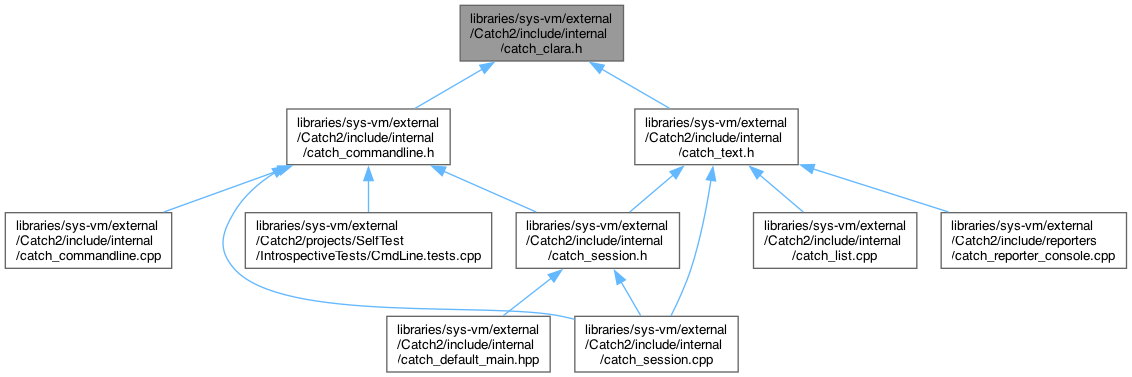 libraries/sys-vm/external
/Catch2/include/internal
/catch_clara.h
libraries/sys-vm/external
/Catch2/include/internal
/catch_commandline.h
libraries/sys-vm/external
/Catch2/include/internal
/catch_text.h
libraries/sys-vm/external
/Catch2/include/internal
/catch_commandline.cpp
libraries/sys-vm/external
/Catch2/projects/SelfTest
/IntrospectiveTests/CmdLine.tests.cpp
libraries/sys-vm/external
/Catch2/include/internal
/catch_session.h
libraries/sys-vm/external
/Catch2/include/internal
/catch_list.cpp
libraries/sys-vm/external
/Catch2/include/reporters
/catch_reporter_console.cpp
libraries/sys-vm/external
/Catch2/include/internal
/catch_default_main.hpp
libraries/sys-vm/external
/Catch2/include/internal
/catch_session.cpp